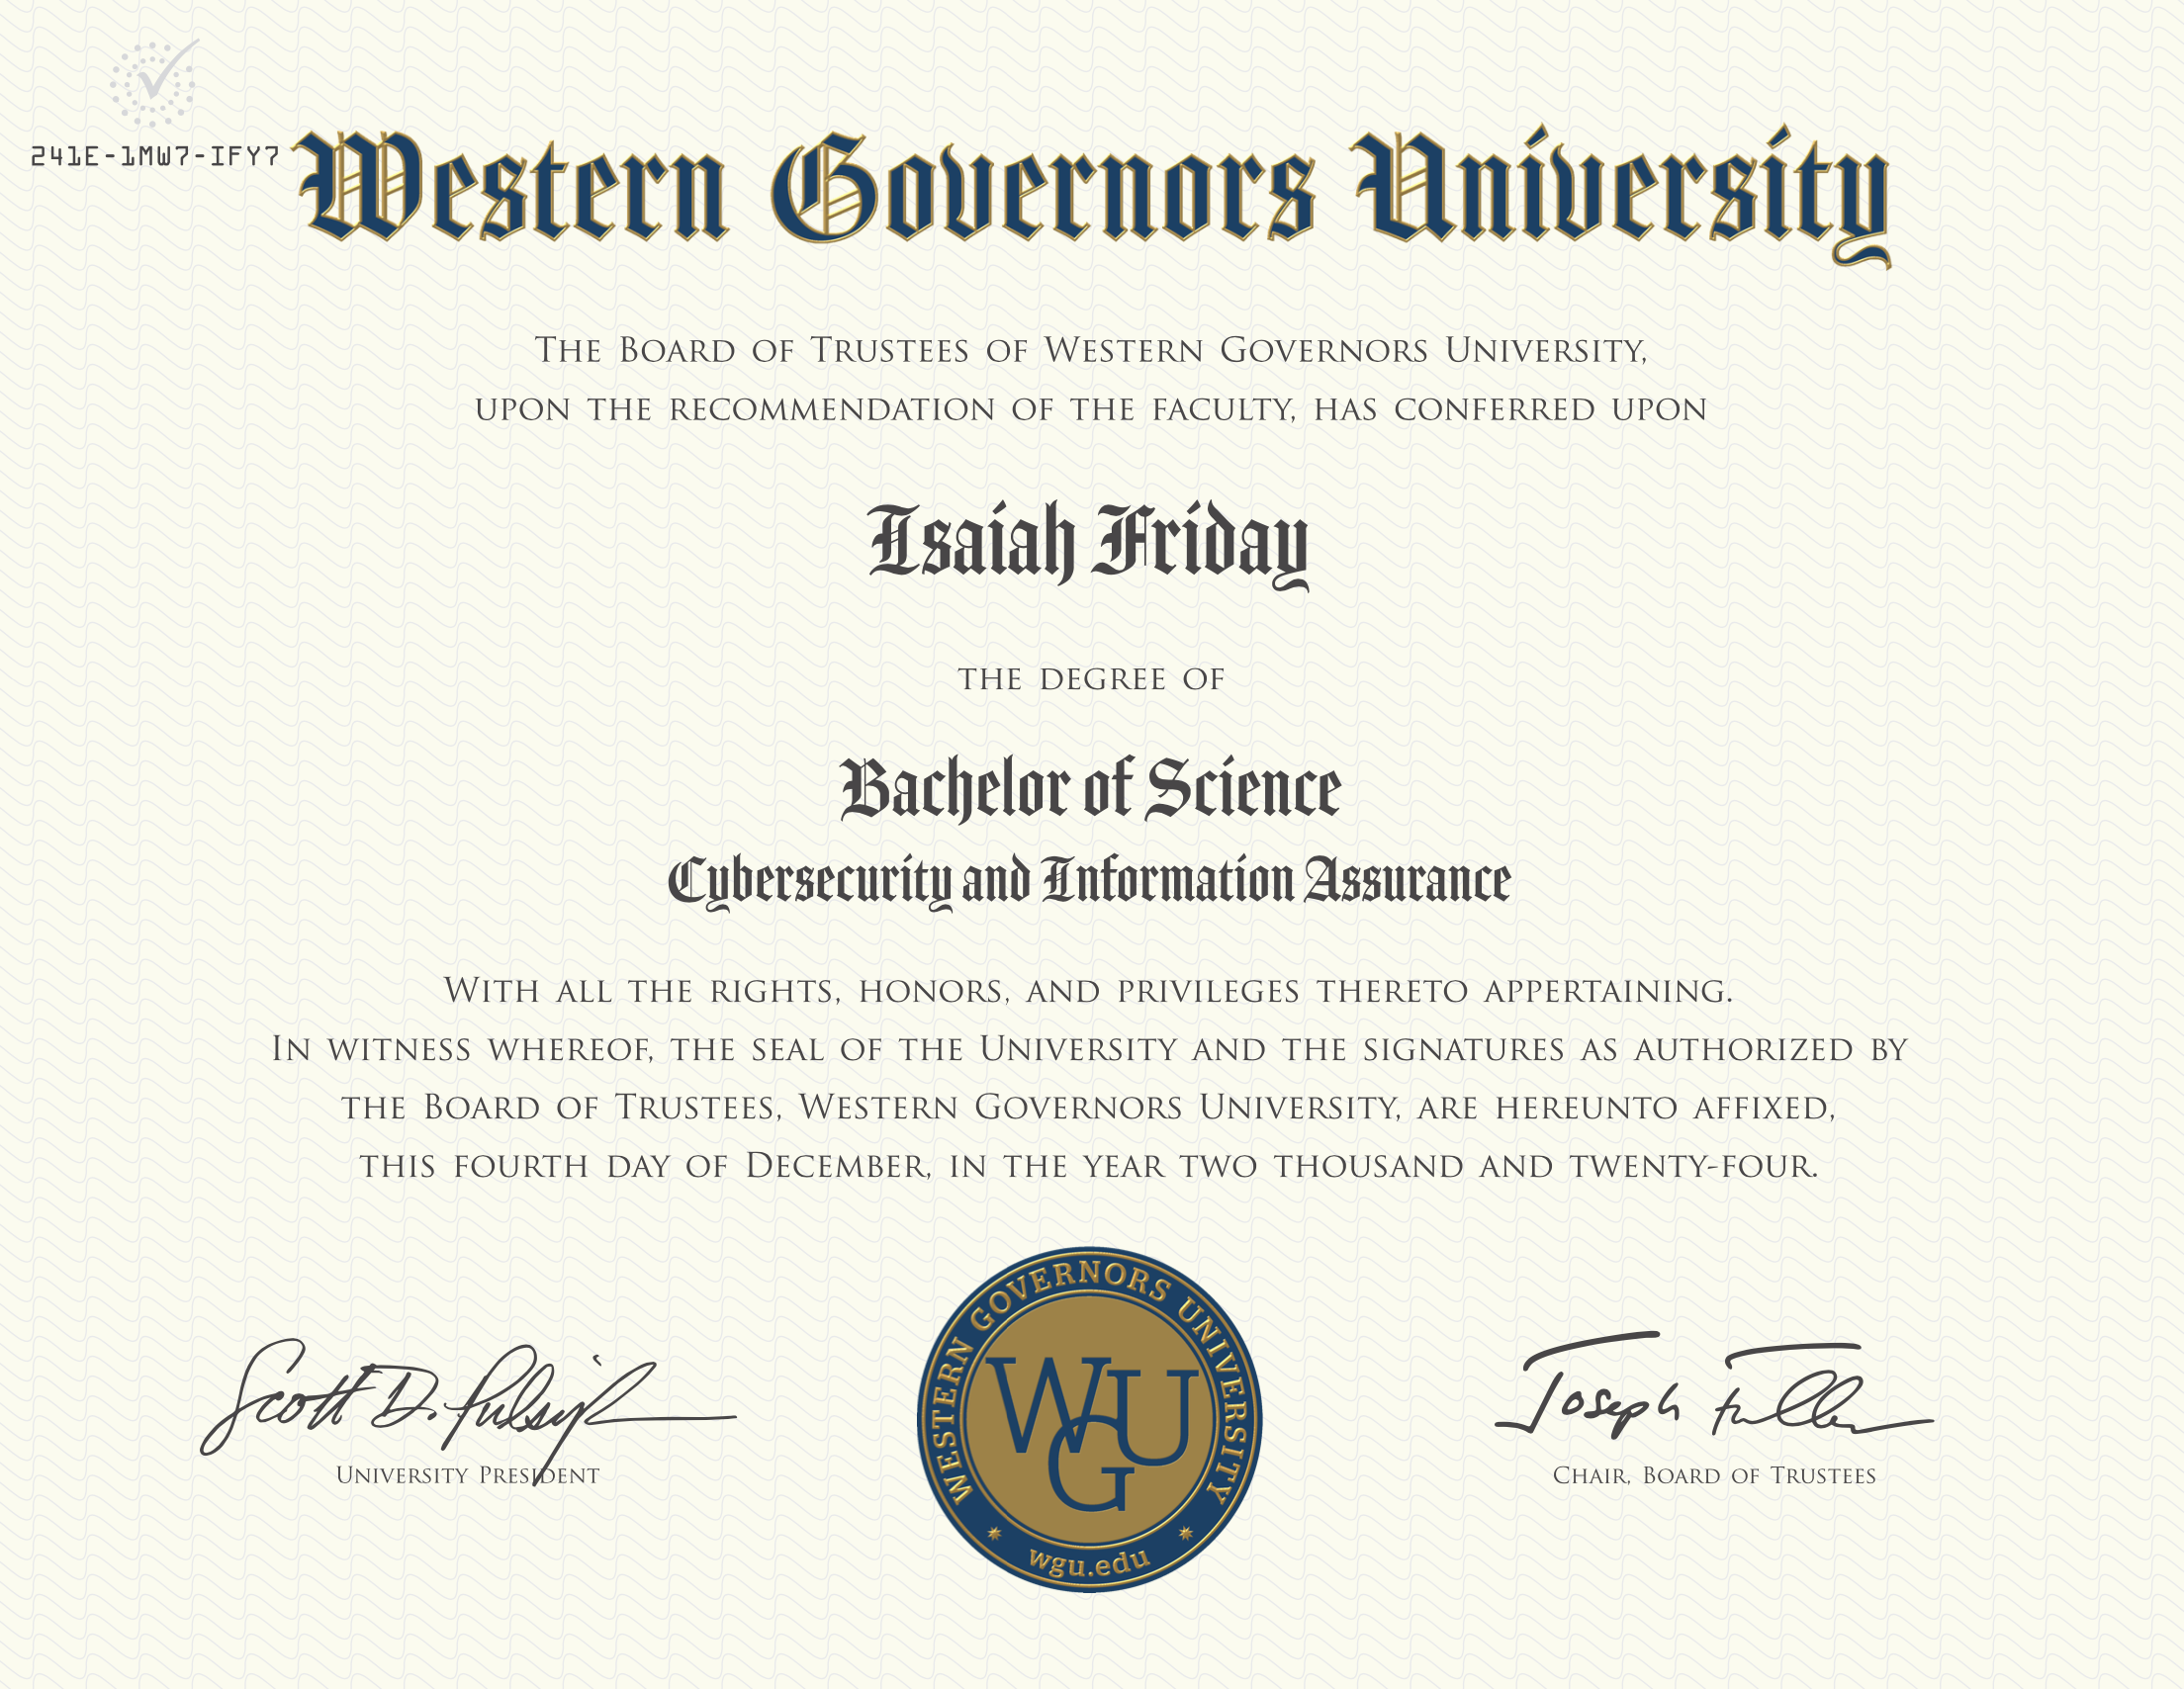 241E-1MW7-IFY7
Western Governors University
The Board of Trustees of Western Governors University,
upon the recommendation of the faculty, has conferred upon
Isaiah Friday
the degree of
Bachelor of Science
Cybersecurity and Information Assurance
With all the rights, honors, and privileges thereto appertaining.
In witness whereof, the seal of the University and the signatures as authorized by
the Board of Trustees, Western Governors University, are hereunto affixed,
this fourth day of December, in the year two thousand and twenty-four.
Scott D. Pulsipher
University President
WESTERN GOVERNORS UNIVERSITY
WGU
wgu.edu
Joseph Fuller
Chair, Board of Trustees